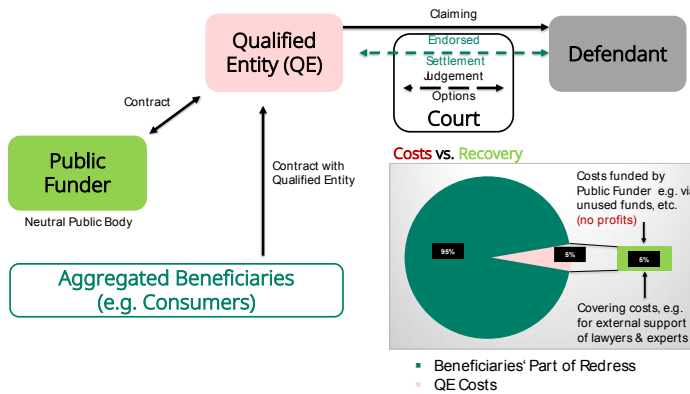 Claiming
Qualified
Entity (QE)
Endorsed
Settlement
Judgement
Options
Court
Defendant
Contract
Public
Funder
Neutral Public Body
Contract with
Qualified Entity
Aggregated Beneficiaries
(e.g. Consumers)
Costs vs. Recovery
Costs funded by
Public Funder e.g. via
unused funds, etc.
(no profits)
95%
5%
5%
Covering costs, e.g.
for external support
of lawyers & experts
Beneficiaries' Part of Redress
QE Costs